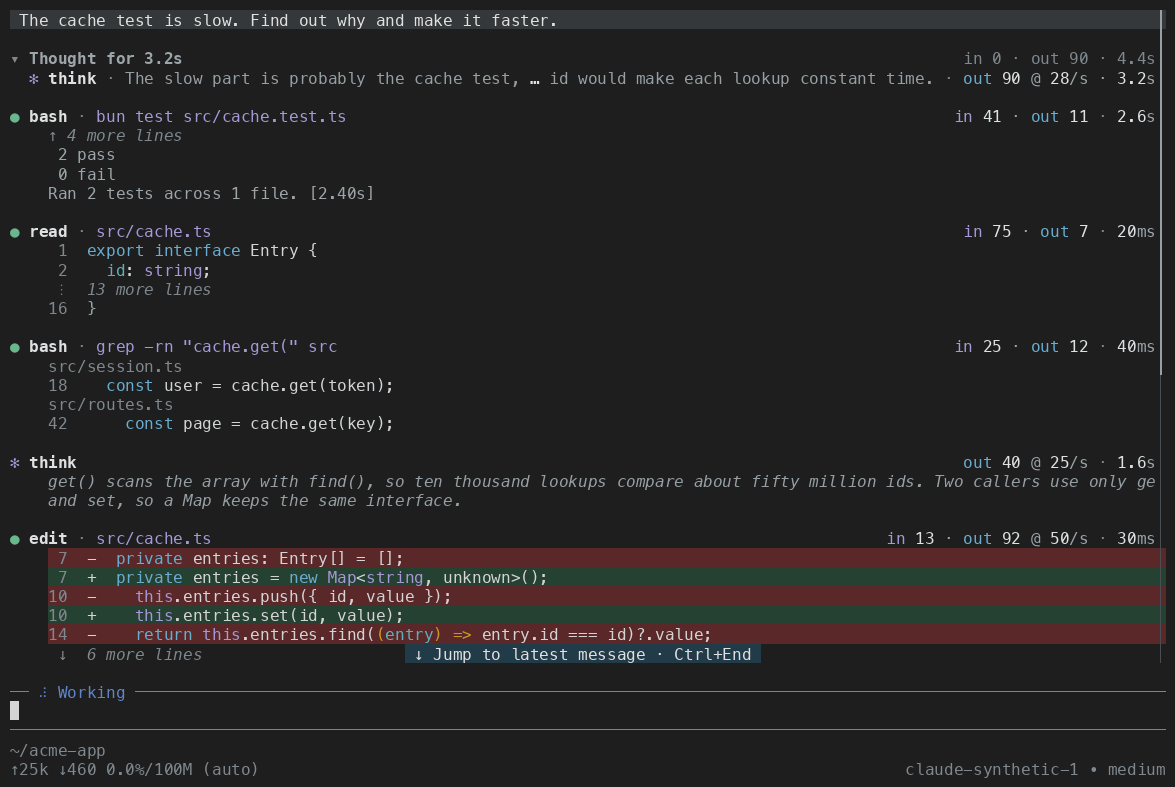 The cache test is slow. Find out why and make it faster.
▾ Thought for 3.2s in 0 · out 90 · 4.4s
✻ think · The slow part is probably the cache test, … id would make each lookup constant time. · out 90 @ 28/s · 3.2s
● bash · bun test src/cache.test.ts in 41 · out 11 · 2.6s
↑ 4 more lines
2 pass
0 fail
Ran 2 tests across 1 file. [2.40s]
● read · src/cache.ts in 75 · out 7 · 20ms
1 export interface Entry {
2 id: string;
⋮ 13 more lines
16 }
● bash · grep -rn "cache.get(" src in 25 · out 12 · 40ms
src/session.ts
18 const user = cache.get(token);
src/routes.ts
42 const page = cache.get(key);
✻ think out 40 @ 25/s · 1.6s
get() scans the array with find(), so ten thousand lookups compare about fifty million ids. Two callers use only ge
and set, so a Map keeps the same interface.
● edit · src/cache.ts in 13 · out 92 @ 50/s · 30ms
7 - private entries: Entry[] = [];
7 + private entries = new Map<string, unknown>();
10 - this.entries.push({ id, value });
10 + this.entries.set(id, value);
14 - return this.entries.find((entry) => entry.id === id)?.value;
↓ 6 more lines ↓ Jump to latest message · Ctrl+End
Working
~/acme-app
↑25k ↓460 0.0%/100M (auto) claude-synthetic-1 • medium